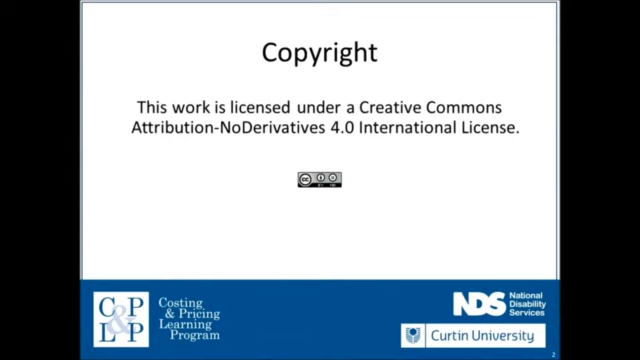 Copyright
This work is licensed under a Creative Commons
Attribution-NoDerivatives 4.0 International License.
cc
C&P
L P
Costing
& Pricing
Learning
Program
NDS
National
Disability
Services
Curtin University
2